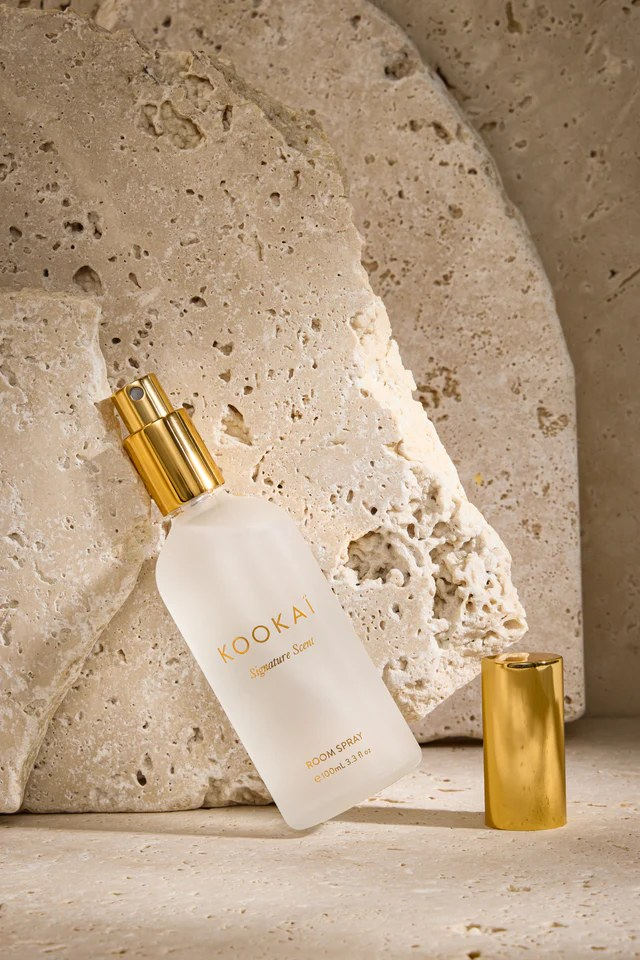 KOOKAÏ
Signature Scent
ROOM SPRAY
℮100mL 3.3 fl oz